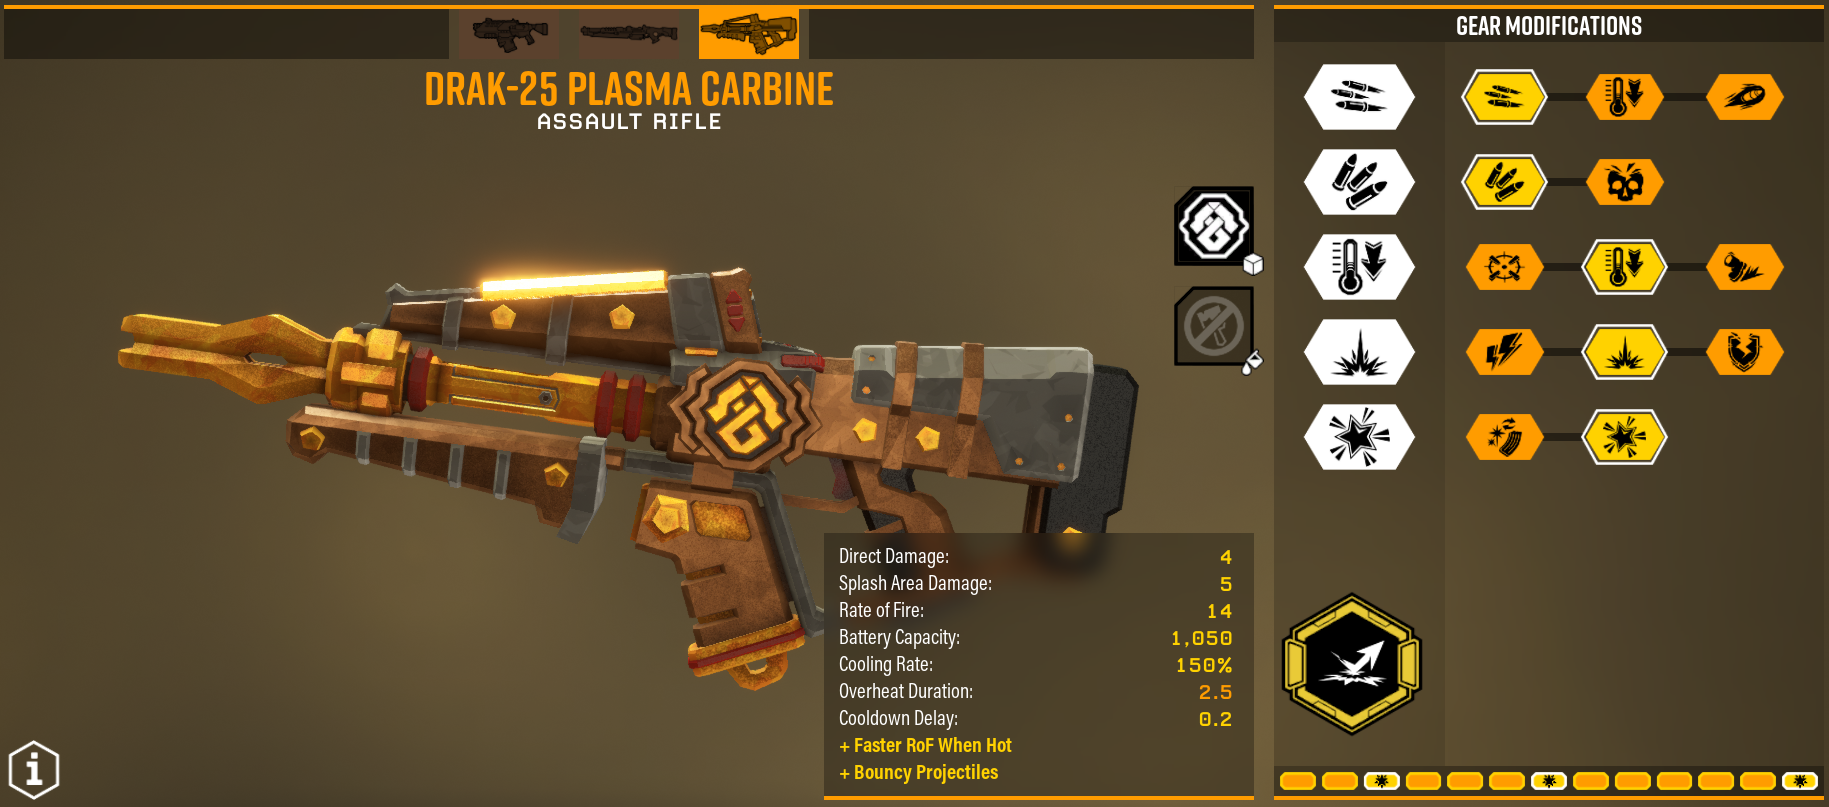 DRAK-25 PLASMA CARBINE
ASSAULT RIFLE
GEAR MODIFICATIONS
Direct Damage: 4
Splash Area Damage: 5
Rate of Fire: 14
Battery Capacity: 1,050
Cooling Rate: 150%
Overheat Duration: 2.5
Cooldown Delay: 0.2
+ Faster RoF When Hot
+ Bouncy Projectiles